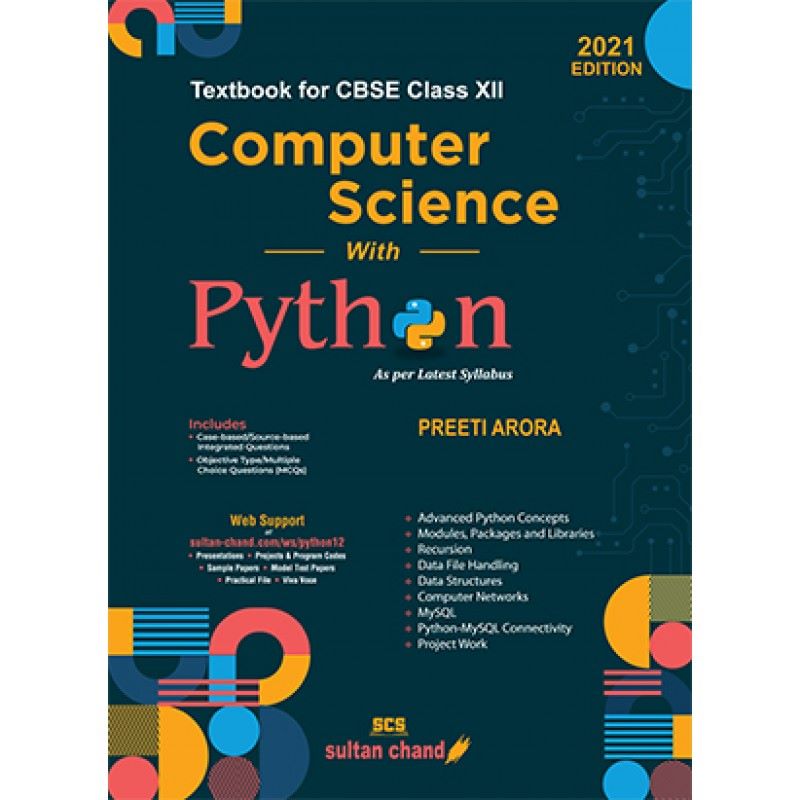 2021
EDITION
Textbook for CBSE Class XII
Computer
Science
With
Python
As per Latest Syllabus
Includes
• Case-based/Source-based
Integrated Questions
• Objective Type/Multiple
Choice Questions (MCQs)
PREETI ARORA
Web Support
at
sultan-chand.com/ws/python12
• Presentations • Projects & Program Codes
• Sample Papers • Model Test Papers
• Practical File • Viva Voce
+ Advanced Python Concepts
+ Modules, Packages and Libraries
+ Recursion
+ Data File Handling
+ Data Structures
+ Computer Networks
+ MySQL
+ Python-MySQL Connectivity
+ Project Work
SCS
sultan chand